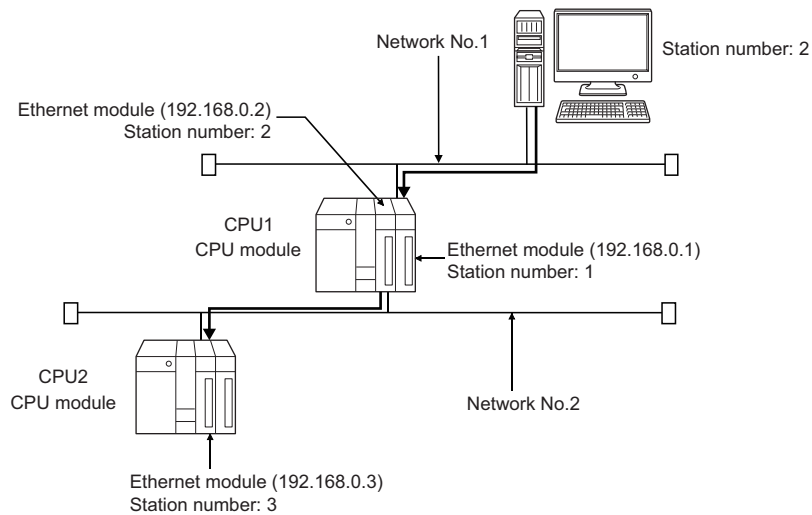 Network No.1
Station number: 2
Ethernet module (192.168.0.2)
Station number: 2
CPU1
CPU module
Ethernet module (192.168.0.1)
Station number: 1
CPU2
CPU module
Network No.2
Ethernet module (192.168.0.3)
Station number: 3